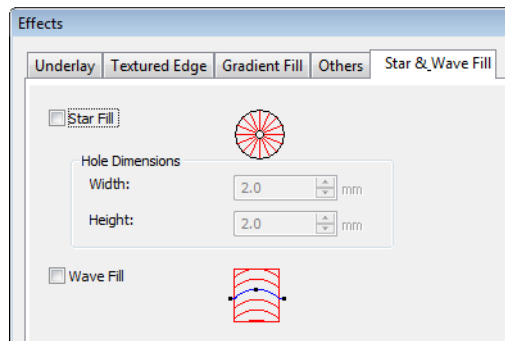 Effects
Underlay Textured Edge Gradient Fill Others Star & Wave Fill
Star Fill
Hole Dimensions
Width: 2.0 mm
Height: 2.0 mm
Wave Fill